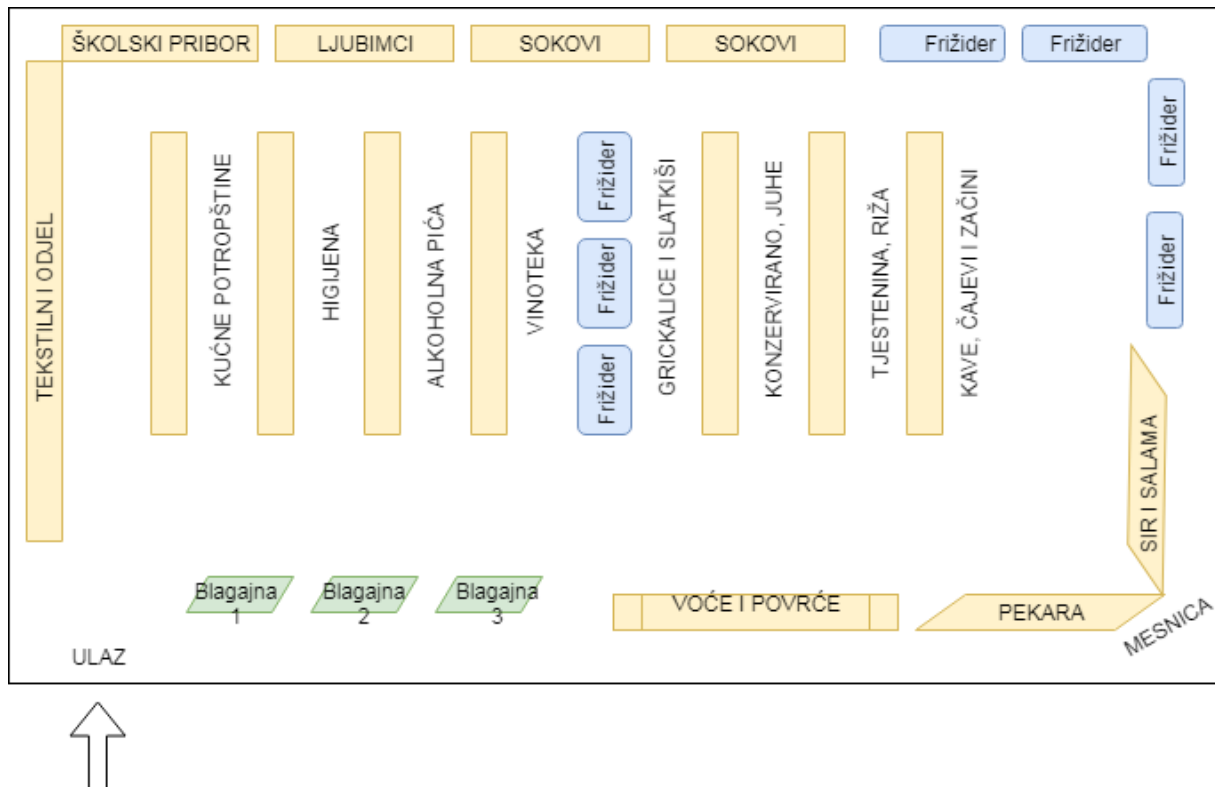 ŠKOLSKI PRIBOR
LJUBIMCI
SOKOVI
SOKOVI
Frižider
Frižider
Frižider
Frižider
TEKSTILN I ODJEL
KUĆNE POTROPŠTINE
HIGIJENA
ALKOHOLNA PIĆA
VINOTEKA
Frižider
Frižider
Frižider
GRICKALICE I SLATKIŠI
KONZERVIRANO, JUHE
TJESTENINA, RIŽA
KAVE, ČAJEVI I ZAČINI
SIR I SALAMA
Blagajna
1
Blagajna
2
Blagajna
3
VOĆE I POVRĆE
PEKARA
MESNICA
ULAZ